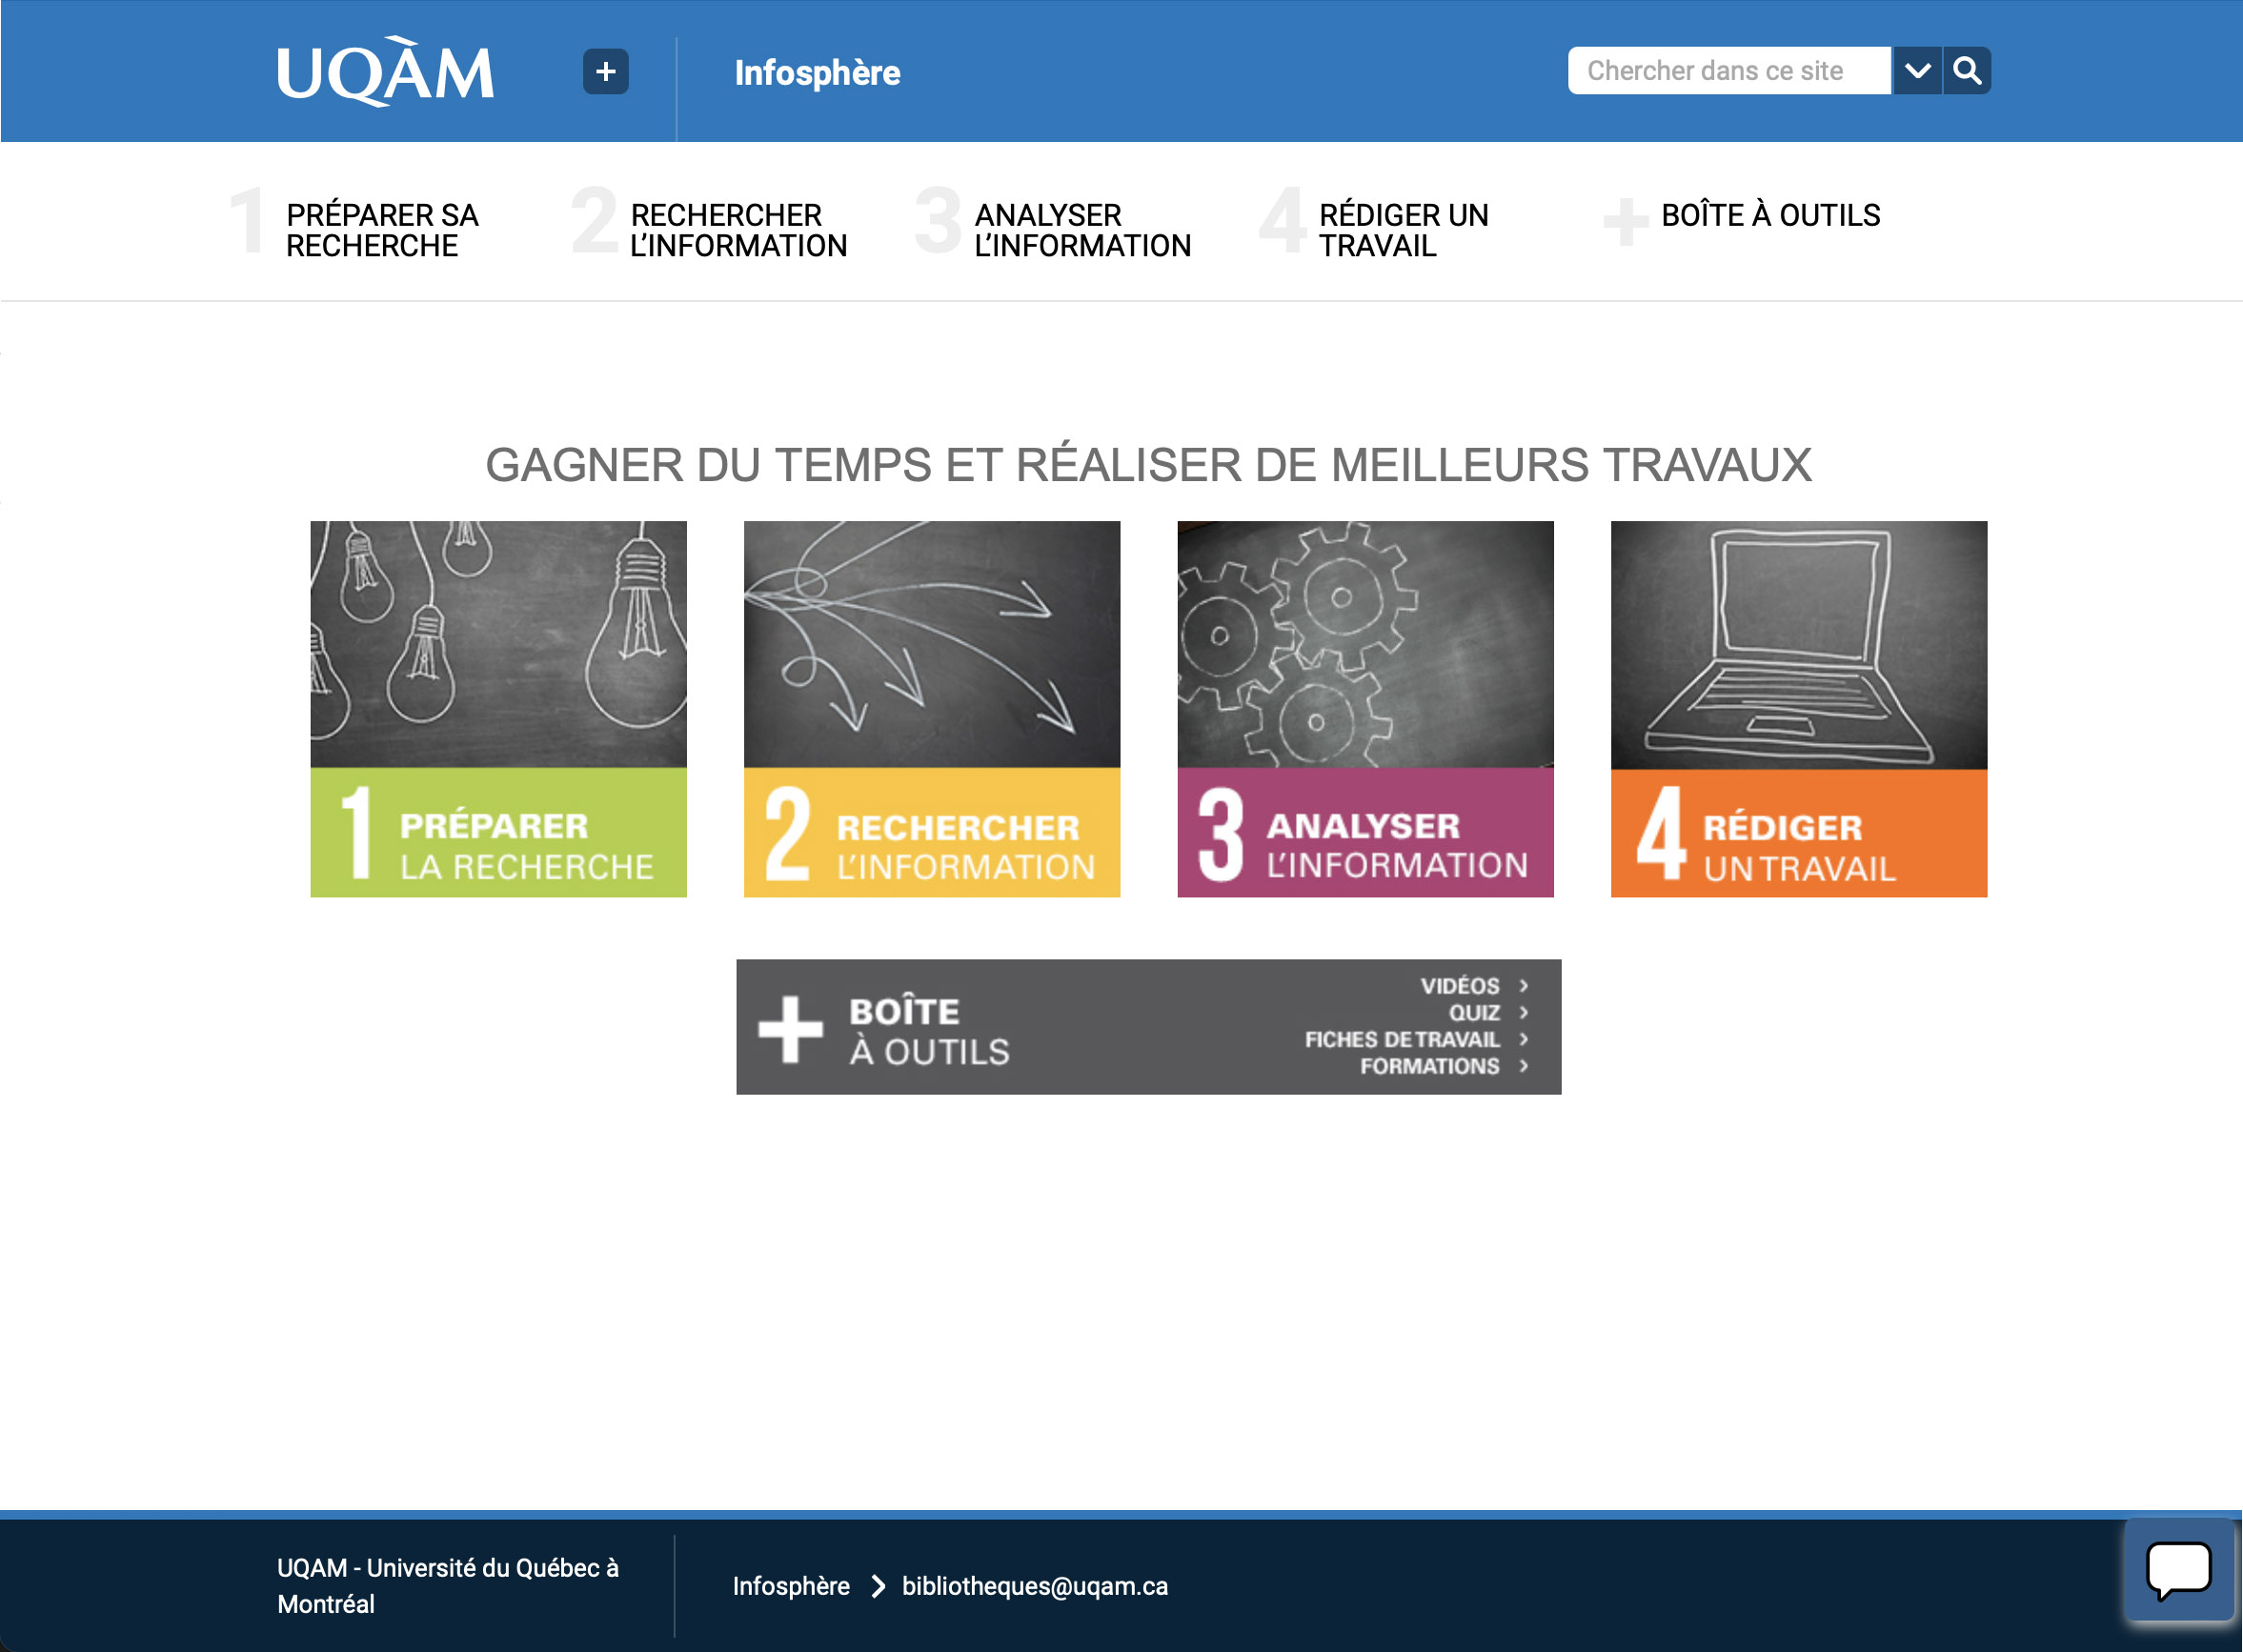 UQÀM
+
Infosphère
Chercher dans ce site
1 PRÉPARER SA
RECHERCHE
2 RECHERCHER
L’INFORMATION
3 ANALYSER
L’INFORMATION
4 RÉDIGER UN
TRAVAIL
+ BOÎTE À OUTILS
GAGNER DU TEMPS ET RÉALISER DE MEILLEURS TRAVAUX
1 PRÉPARER
LA RECHERCHE
2 RECHERCHER
L’INFORMATION
3 ANALYSER
L’INFORMATION
4 RÉDIGER
UN TRAVAIL
+ BOÎTE
À OUTILS
VIDÉOS >
QUIZ >
FICHES DE TRAVAIL >
FORMATIONS >
UQAM - Université du Québec à
Montréal
Infosphère > bibliotheques@uqam.ca